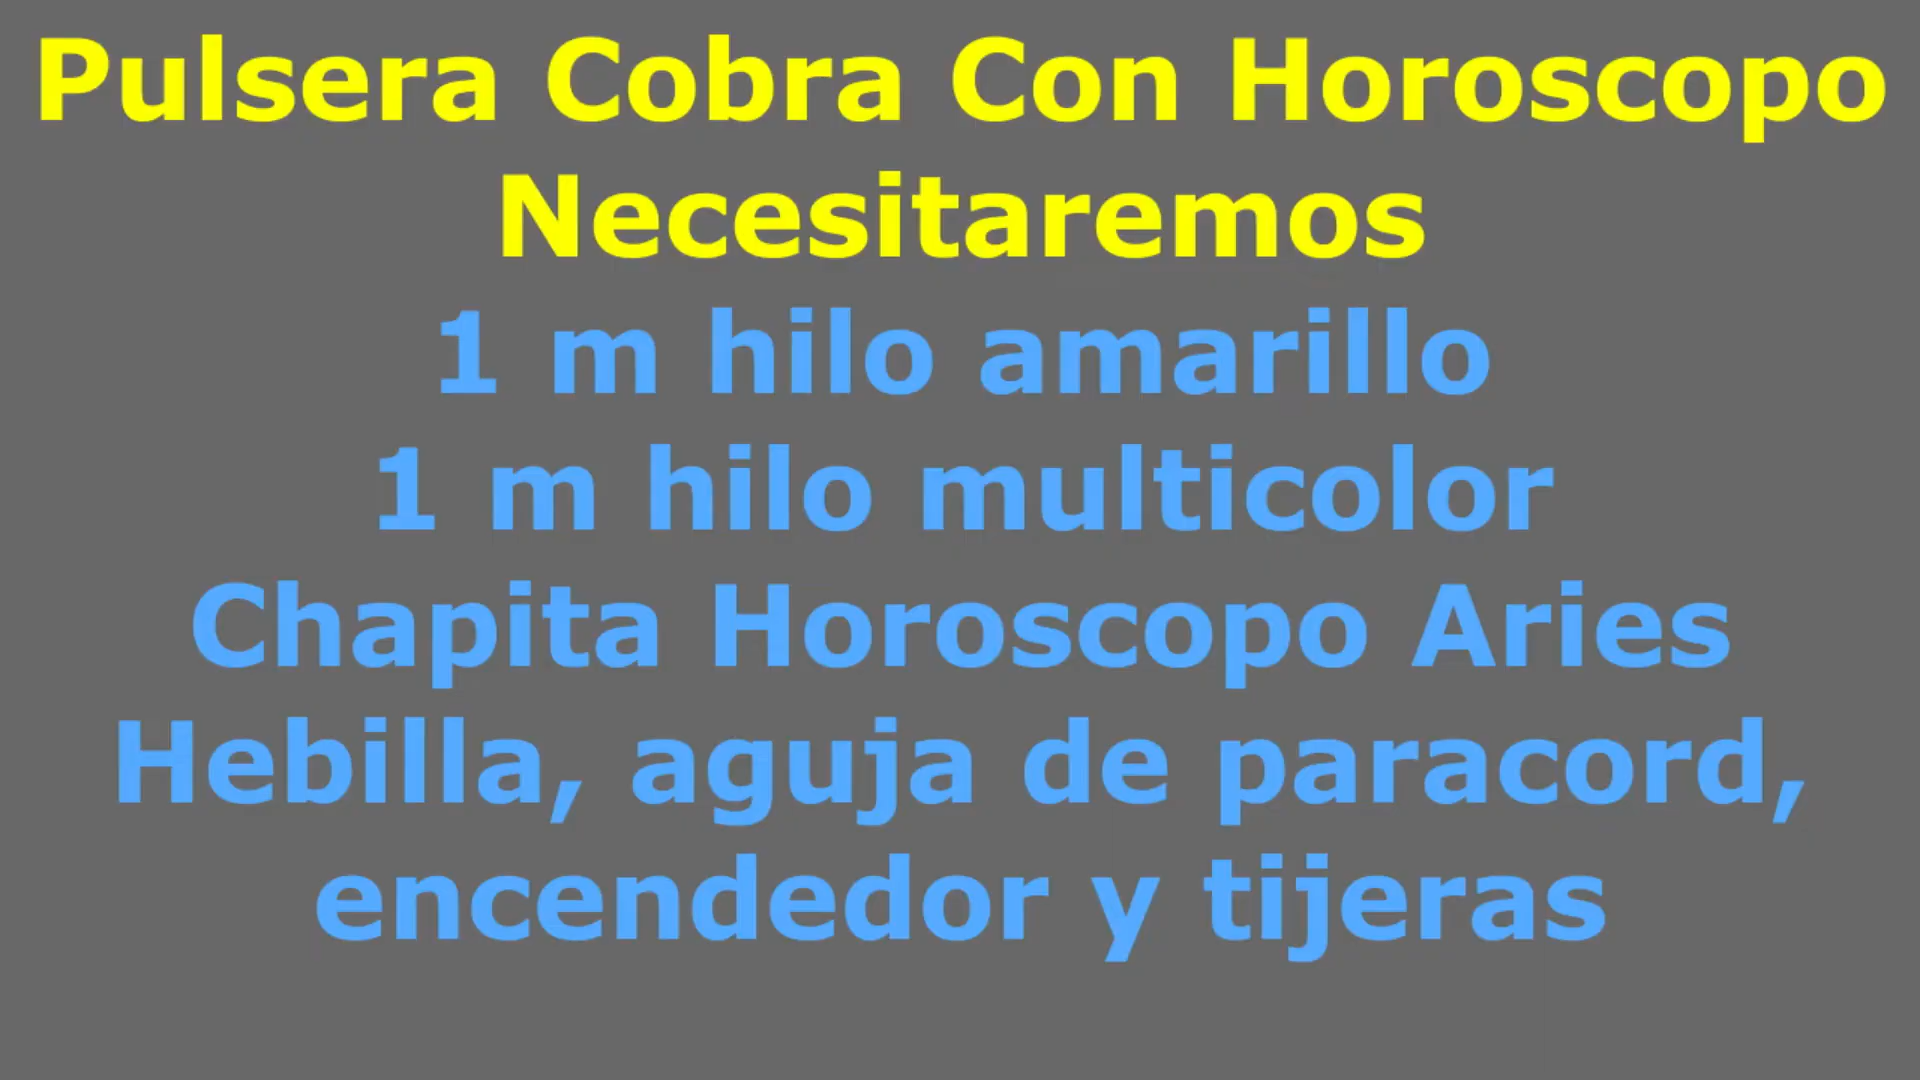 Pulsera Cobra Con Horoscopo
Necesitaremos
1 m hilo amarillo
1 m hilo multicolor
Chapita Horoscopo Aries
Hebilla, aguja de paracord,
encendedor y tijeras